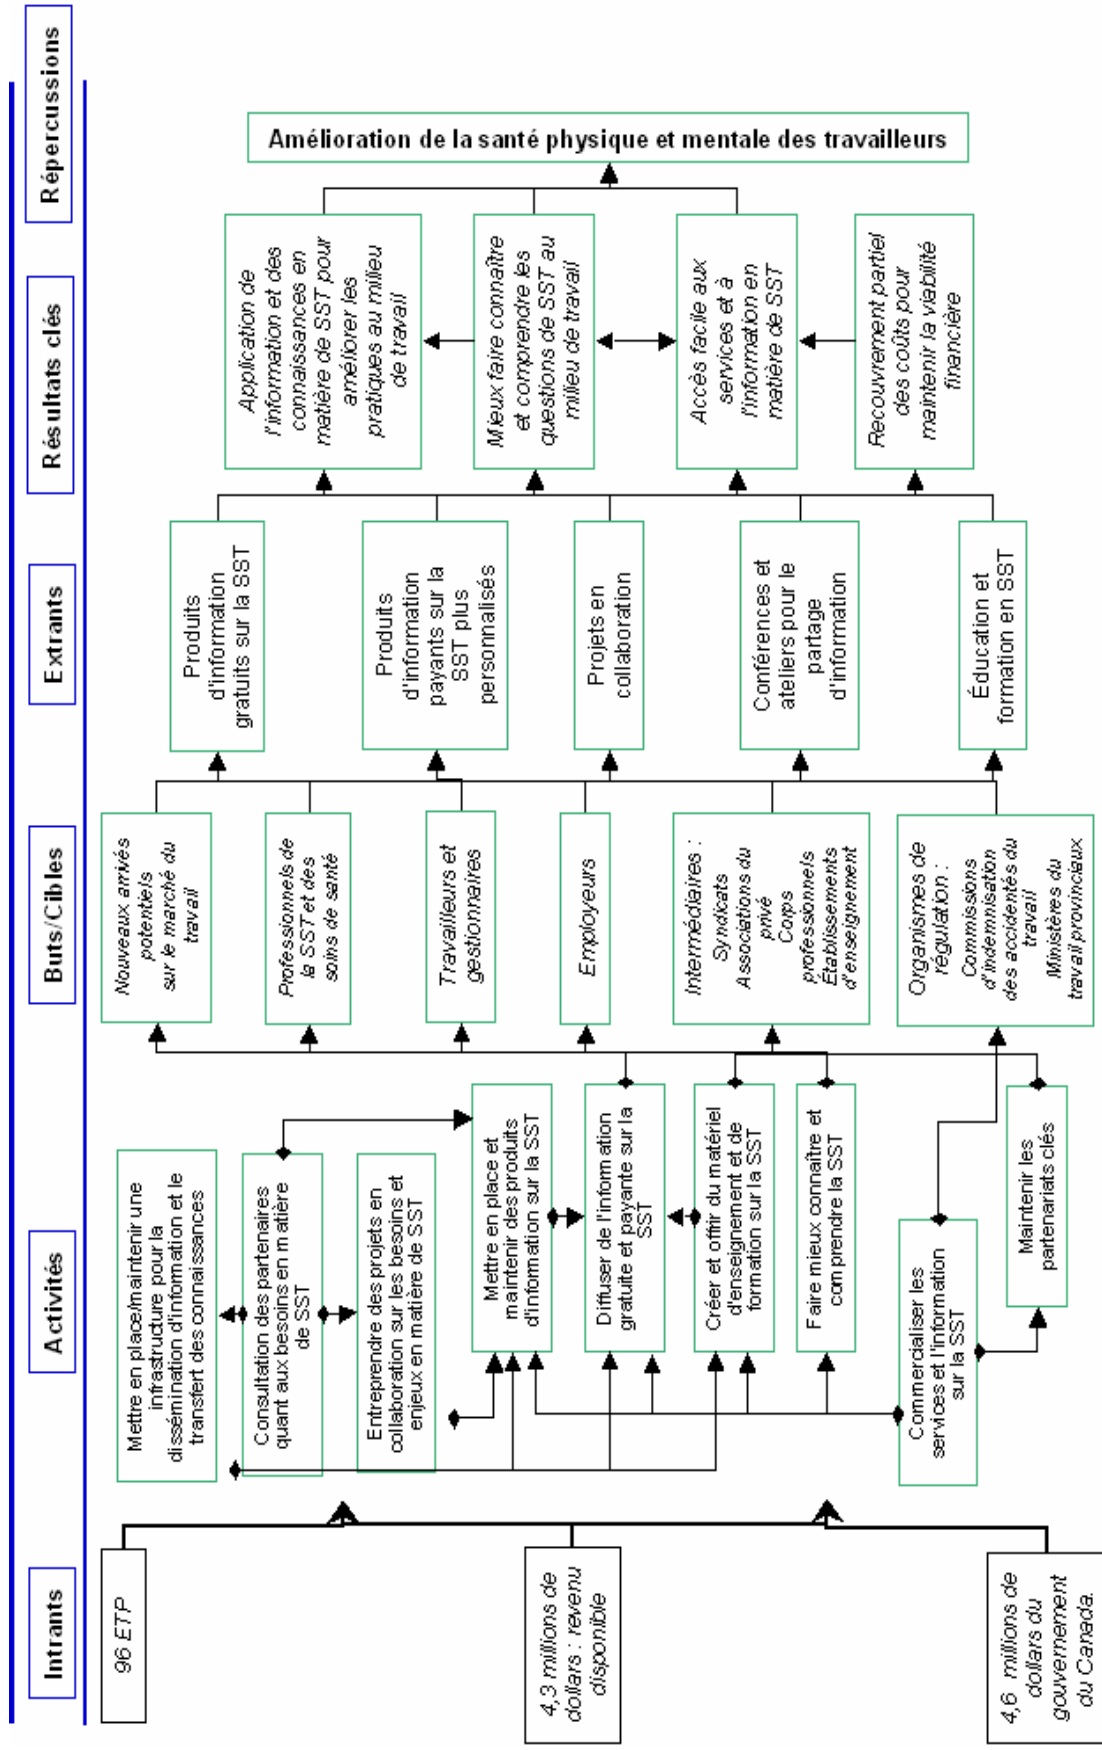 Intrants
Activités
Buts/Cibles
Extrants
Résultats clés
Répercussions
96 ETP
4,3 millions de
dollars : revenu
disponible
4,6 millions de
dollars du
gouvernement
du Canada.
Mettre en place/maintenir une
infrastructure pour la
dissémination d'information et le
transfert des connaissances
Consultation des partenaires
quant aux besoins en matière
de SST
Entreprendre des projets en
collaboration sur les besoins et
enjeux en matière de SST
Mettre en place et
maintenir des produits
d'information sur la SST
Diffuser de l'information
gratuite et payante sur la
SST
Créer et offrir du matériel
d'enseignement et de
formation sur la SST
Faire mieux connaître et
comprendre la SST
Commercialiser les
services et l'information
sur la SST
Maintenir les
partenariats clés
Nouveaux arrivés
potentiels
sur le marché du
travail
Professionnels de
la SST et des
soins de santé
Travailleurs et
gestionnaires
Employeurs
Intermédiaires :
Syndicats
Associations du
privé
Corps
professionnels
Établissements
d'enseignement
Organismes de
régulation :
Commissions
d'indemnisation
des accidentés du
travail
Ministères du
travail provinciaux
Produits
d'information
gratuits sur la SST
Produits
d'information
payants sur la
SST plus
personnalisés
Projets en
collaboration
Conférences et
ateliers pour le
partage
d'information
Éducation et
formation en SST
Application de
l'information et des
connaissances en
matière de SST pour
améliorer les
pratiques au milieu
de travail
Mieux faire connaître
et comprendre les
questions de SST au
milieu de travail
Accès facile aux
services et à
l'information en
matière de SST
Recouvrement partiel
des coûts pour
maintenir la viabilité
financière
Amélioration de la santé physique et mentale des travailleurs